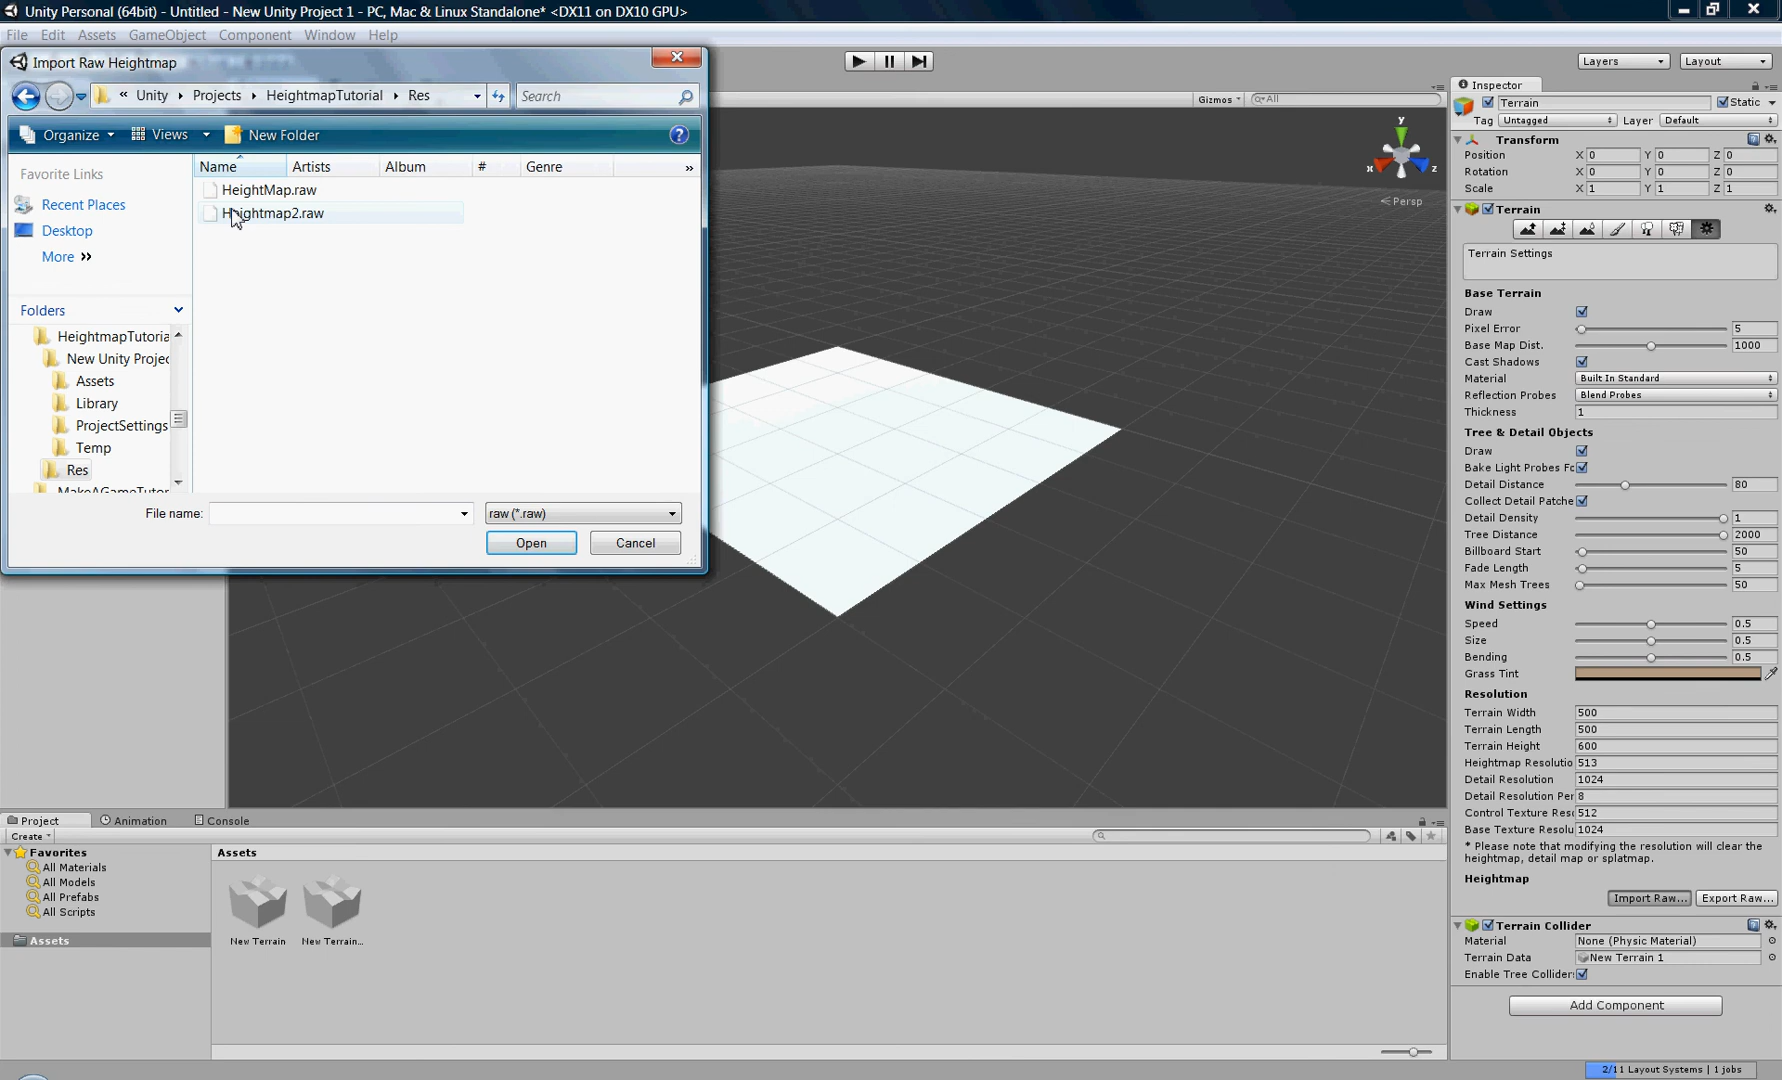 Unity Personal (64bit) - Untitled - New Unity Project 1 - PC, Mac & Linux Standalone* <DX11 on DX10 GPU>
File Edit Assets GameObject Component Window Help
Import Raw Heightmap
« Unity Projects HeightmapTutorial Res Search
Organize Views New Folder ?
Favorite Links
Recent Places
Desktop
More »
Folders
HeightmapTutoria
New Unity Projec
Assets
Library
ProjectSettings
Temp
Res
MakeAGameTutor
Name Artists Album # Genre »
HeightMap.raw
Heightmap2.raw
File name: raw (*.raw)
Open Cancel
Gizmos All
y
x z
Persp
Layers Layout
Inspector
Terrain Static
Tag Untagged Layer Default
Transform
Position X 0 Y 0 Z 0
Rotation X 0 Y 0 Z 0
Scale X 1 Y 1 Z 1
Terrain
Terrain Settings
Base Terrain
Draw
Pixel Error 5
Base Map Dist. 1000
Cast Shadows
Material Built In Standard
Reflection Probes Blend Probes
Thickness 1
Tree & Detail Objects
Draw
Bake Light Probes Fo
Detail Distance 80
Collect Detail Patche
Detail Density 1
Tree Distance 2000
Billboard Start 50
Fade Length 5
Max Mesh Trees 50
Wind Settings
Speed 0.5
Size 0.5
Bending 0.5
Grass Tint
Resolution
Terrain Width 500
Terrain Length 500
Terrain Height 600
Heightmap Resolutio 513
Detail Resolution 1024
Detail Resolution Per 8
Control Texture Reso 512
Base Texture Resolu 1024
* Please note that modifying the resolution will clear the
heightmap, detail map or splatmap.
Heightmap
Import Raw... Export Raw...
Terrain Collider
Material None (Physic Material)
Terrain Data New Terrain 1
Enable Tree Colliders
Add Component
Project Animation Console
Create
Favorites
All Materials
All Models
All Prefabs
All Scripts
Assets
Assets
New Terrain New Terrain...
2/11 Layout Systems | 1 jobs